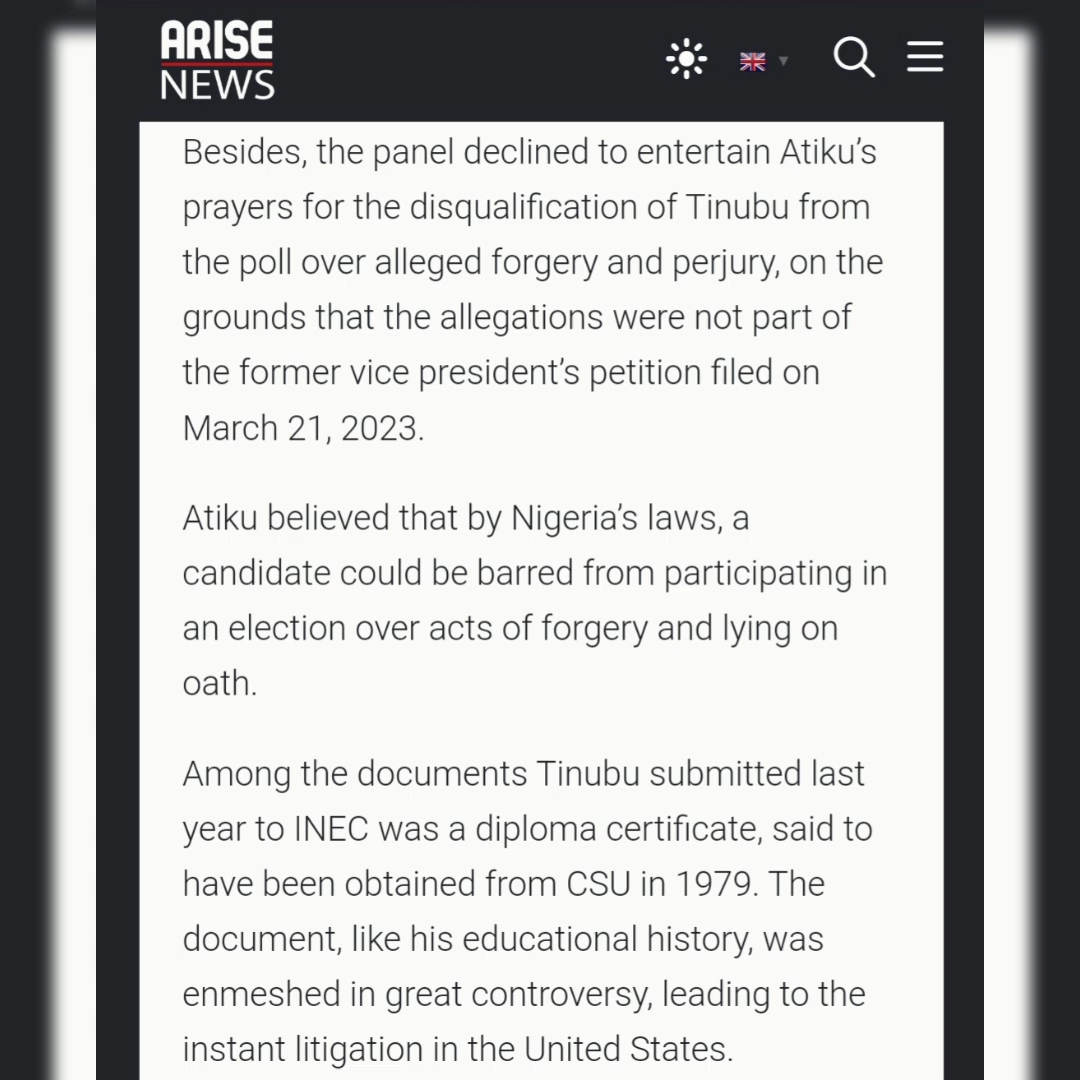 ARISE
NEWS
Besides, the panel declined to entertain Atiku’s
prayers for the disqualification of Tinubu from
the poll over alleged forgery and perjury, on the
grounds that the allegations were not part of
the former vice president’s petition filed on
March 21, 2023.
Atiku believed that by Nigeria’s laws, a
candidate could be barred from participating in
an election over acts of forgery and lying on
oath.
Among the documents Tinubu submitted last
year to INEC was a diploma certificate, said to
have been obtained from CSU in 1979. The
document, like his educational history, was
enmeshed in great controversy, leading to the
instant litigation in the United States.